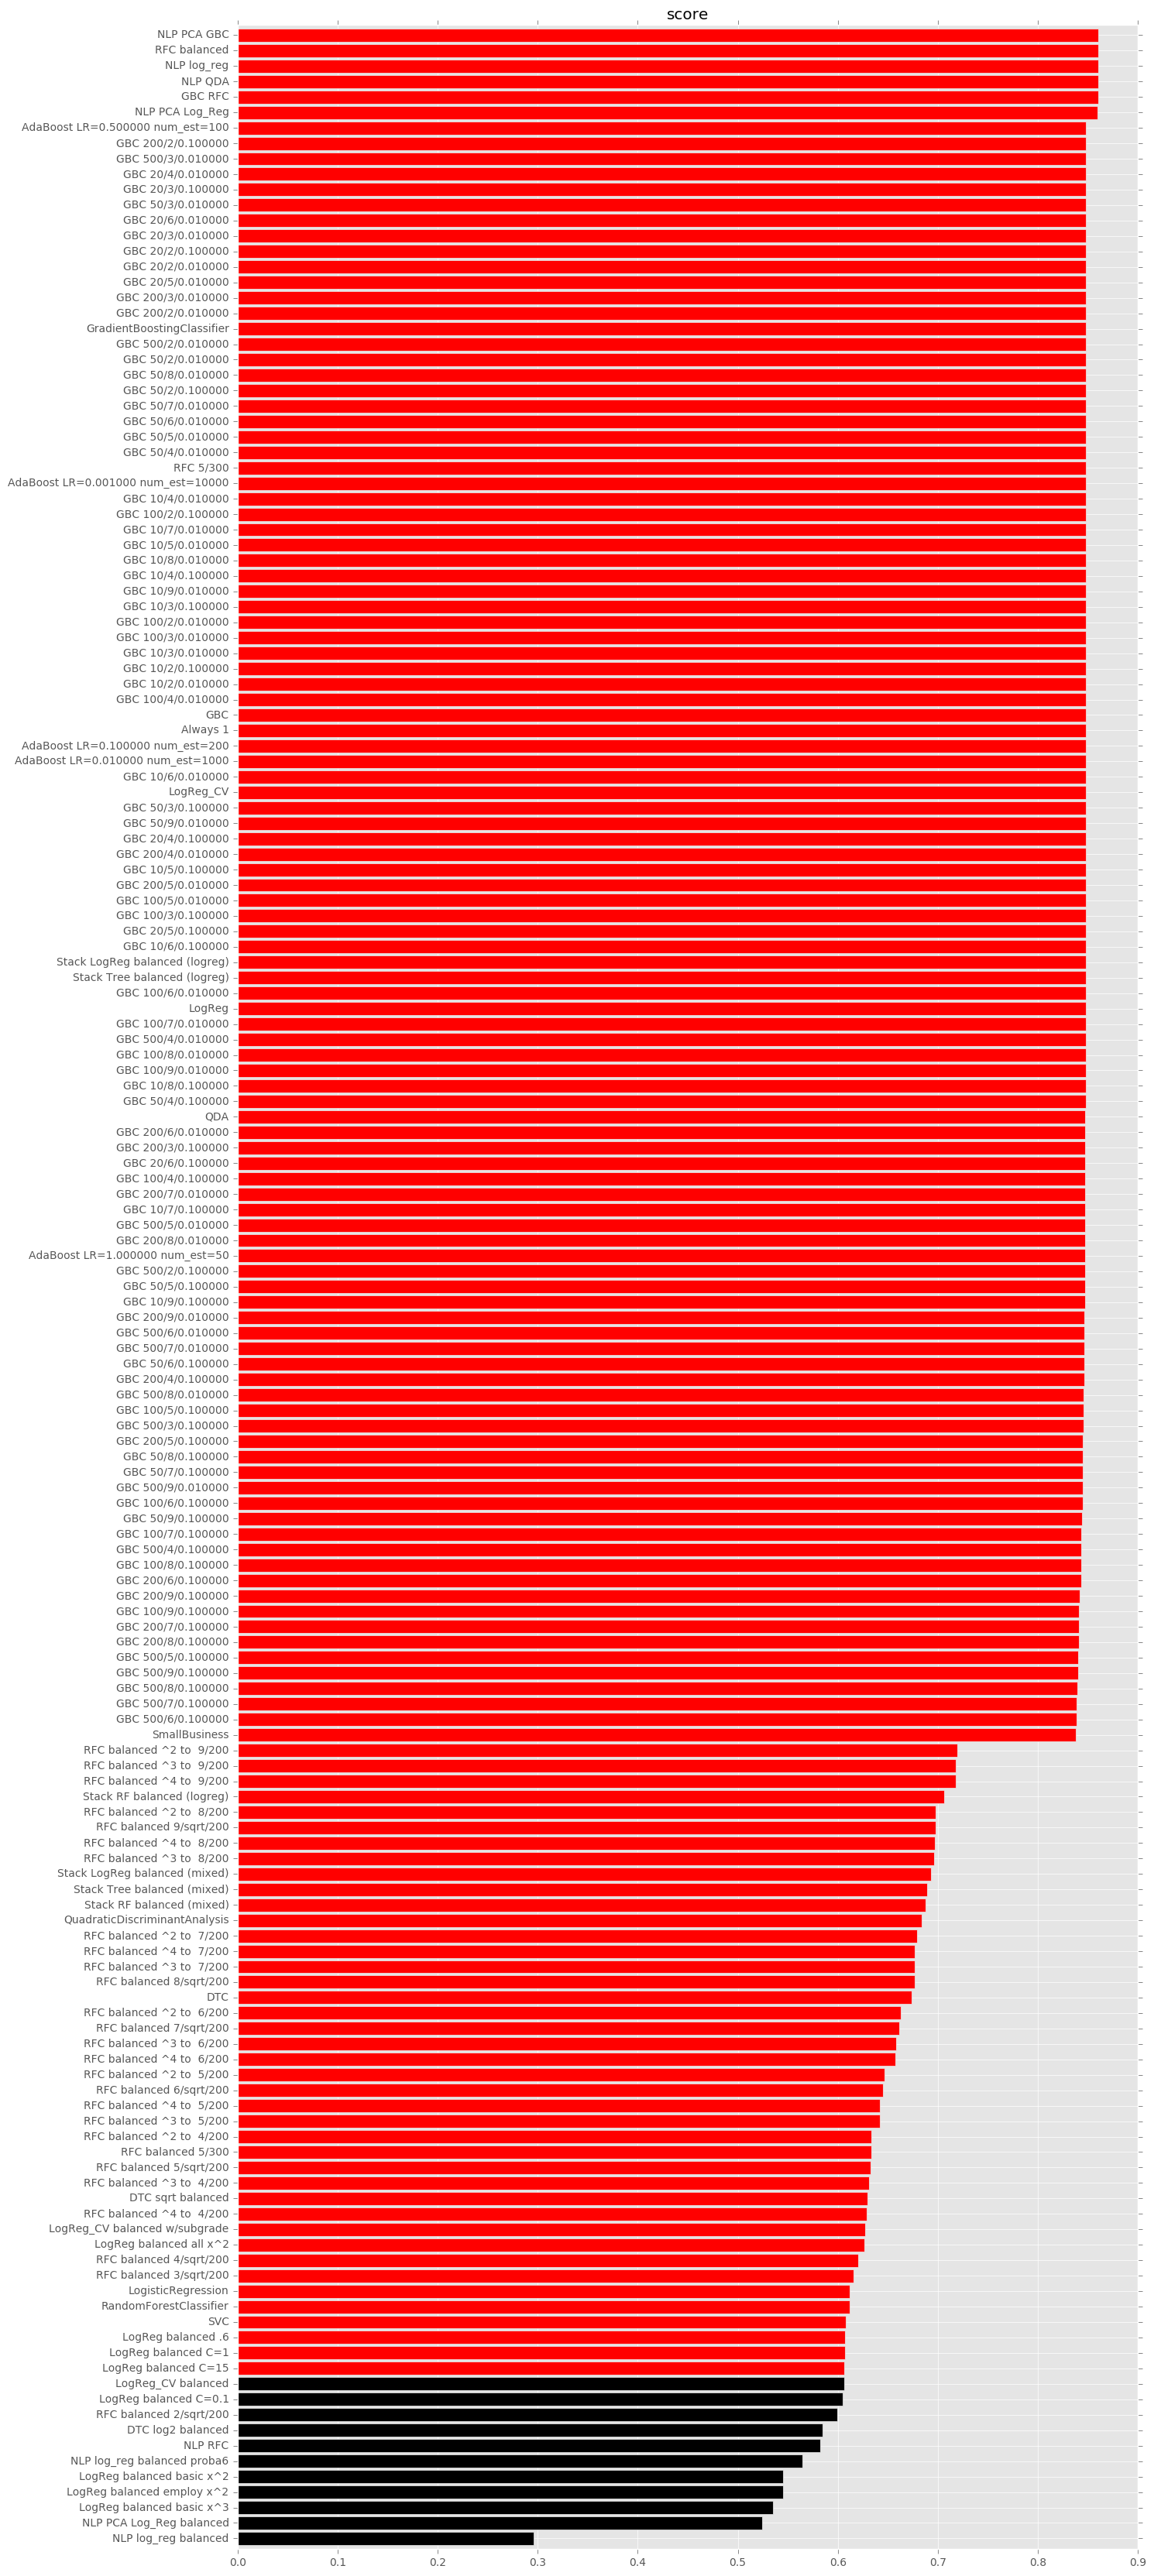 score
NLP PCA GBC
RFC balanced
NLP log_reg
NLP QDA
GBC RFC
NLP PCA Log_Reg
AdaBoost LR=0.500000 num_est=100
GBC 200/2/0.100000
GBC 500/3/0.010000
GBC 20/4/0.010000
GBC 20/3/0.100000
GBC 50/3/0.010000
GBC 20/6/0.010000
GBC 20/3/0.010000
GBC 20/2/0.100000
GBC 20/2/0.010000
GBC 20/5/0.010000
GBC 200/3/0.010000
GBC 200/2/0.010000
GradientBoostingClassifier
GBC 500/2/0.010000
GBC 50/2/0.010000
GBC 50/8/0.010000
GBC 50/2/0.100000
GBC 50/7/0.010000
GBC 50/6/0.010000
GBC 50/5/0.010000
GBC 50/4/0.010000
RFC 5/300
AdaBoost LR=0.001000 num_est=10000
GBC 10/4/0.010000
GBC 100/2/0.100000
GBC 10/7/0.010000
GBC 10/5/0.010000
GBC 10/8/0.010000
GBC 10/4/0.100000
GBC 10/9/0.010000
GBC 10/3/0.100000
GBC 100/2/0.010000
GBC 100/3/0.010000
GBC 10/3/0.010000
GBC 10/2/0.100000
GBC 10/2/0.010000
GBC 100/4/0.010000
GBC
Always 1
AdaBoost LR=0.100000 num_est=200
AdaBoost LR=0.010000 num_est=1000
GBC 10/6/0.010000
LogReg_CV
GBC 50/3/0.100000
GBC 50/9/0.010000
GBC 20/4/0.100000
GBC 200/4/0.010000
GBC 10/5/0.100000
GBC 200/5/0.010000
GBC 100/5/0.010000
GBC 100/3/0.100000
GBC 20/5/0.100000
GBC 10/6/0.100000
Stack LogReg balanced (logreg)
Stack Tree balanced (logreg)
GBC 100/6/0.010000
LogReg
GBC 100/7/0.010000
GBC 500/4/0.010000
GBC 100/8/0.010000
GBC 100/9/0.010000
GBC 10/8/0.100000
GBC 50/4/0.100000
QDA
GBC 200/6/0.010000
GBC 200/3/0.100000
GBC 20/6/0.100000
GBC 100/4/0.100000
GBC 200/7/0.010000
GBC 10/7/0.100000
GBC 500/5/0.010000
GBC 200/8/0.010000
AdaBoost LR=1.000000 num_est=50
GBC 500/2/0.100000
GBC 50/5/0.100000
GBC 10/9/0.100000
GBC 200/9/0.010000
GBC 500/6/0.010000
GBC 500/7/0.010000
GBC 50/6/0.100000
GBC 200/4/0.100000
GBC 500/8/0.010000
GBC 100/5/0.100000
GBC 500/3/0.100000
GBC 200/5/0.100000
GBC 50/8/0.100000
GBC 50/7/0.100000
GBC 500/9/0.010000
GBC 100/6/0.100000
GBC 50/9/0.100000
GBC 100/7/0.100000
GBC 500/4/0.100000
GBC 100/8/0.100000
GBC 200/6/0.100000
GBC 200/9/0.100000
GBC 100/9/0.100000
GBC 200/7/0.100000
GBC 200/8/0.100000
GBC 500/5/0.100000
GBC 500/9/0.100000
GBC 500/8/0.100000
GBC 500/7/0.100000
GBC 500/6/0.100000
SmallBusiness
RFC balanced ^2 to  9/200
RFC balanced ^3 to  9/200
RFC balanced ^4 to  9/200
Stack RF balanced (logreg)
RFC balanced ^2 to  8/200
RFC balanced 9/sqrt/200
RFC balanced ^4 to  8/200
RFC balanced ^3 to  8/200
Stack LogReg balanced (mixed)
Stack Tree balanced (mixed)
Stack RF balanced (mixed)
QuadraticDiscriminantAnalysis
RFC balanced ^2 to  7/200
RFC balanced ^4 to  7/200
RFC balanced ^3 to  7/200
RFC balanced 8/sqrt/200
DTC
RFC balanced ^2 to  6/200
RFC balanced 7/sqrt/200
RFC balanced ^3 to  6/200
RFC balanced ^4 to  6/200
RFC balanced ^2 to  5/200
RFC balanced 6/sqrt/200
RFC balanced ^4 to  5/200
RFC balanced ^3 to  5/200
RFC balanced ^2 to  4/200
RFC balanced 5/300
RFC balanced 5/sqrt/200
RFC balanced ^3 to  4/200
DTC sqrt balanced
RFC balanced ^4 to  4/200
LogReg_CV balanced w/subgrade
LogReg balanced all x^2
RFC balanced 4/sqrt/200
RFC balanced 3/sqrt/200
LogisticRegression
RandomForestClassifier
SVC
LogReg balanced .6
LogReg balanced C=1
LogReg balanced C=15
LogReg_CV balanced
LogReg balanced C=0.1
RFC balanced 2/sqrt/200
DTC log2 balanced
NLP RFC
NLP log_reg balanced proba6
LogReg balanced basic x^2
LogReg balanced employ x^2
LogReg balanced basic x^3
NLP PCA Log_Reg balanced
NLP log_reg balanced
0.0 0.1 0.2 0.3 0.4 0.5 0.6 0.7 0.8 0.9